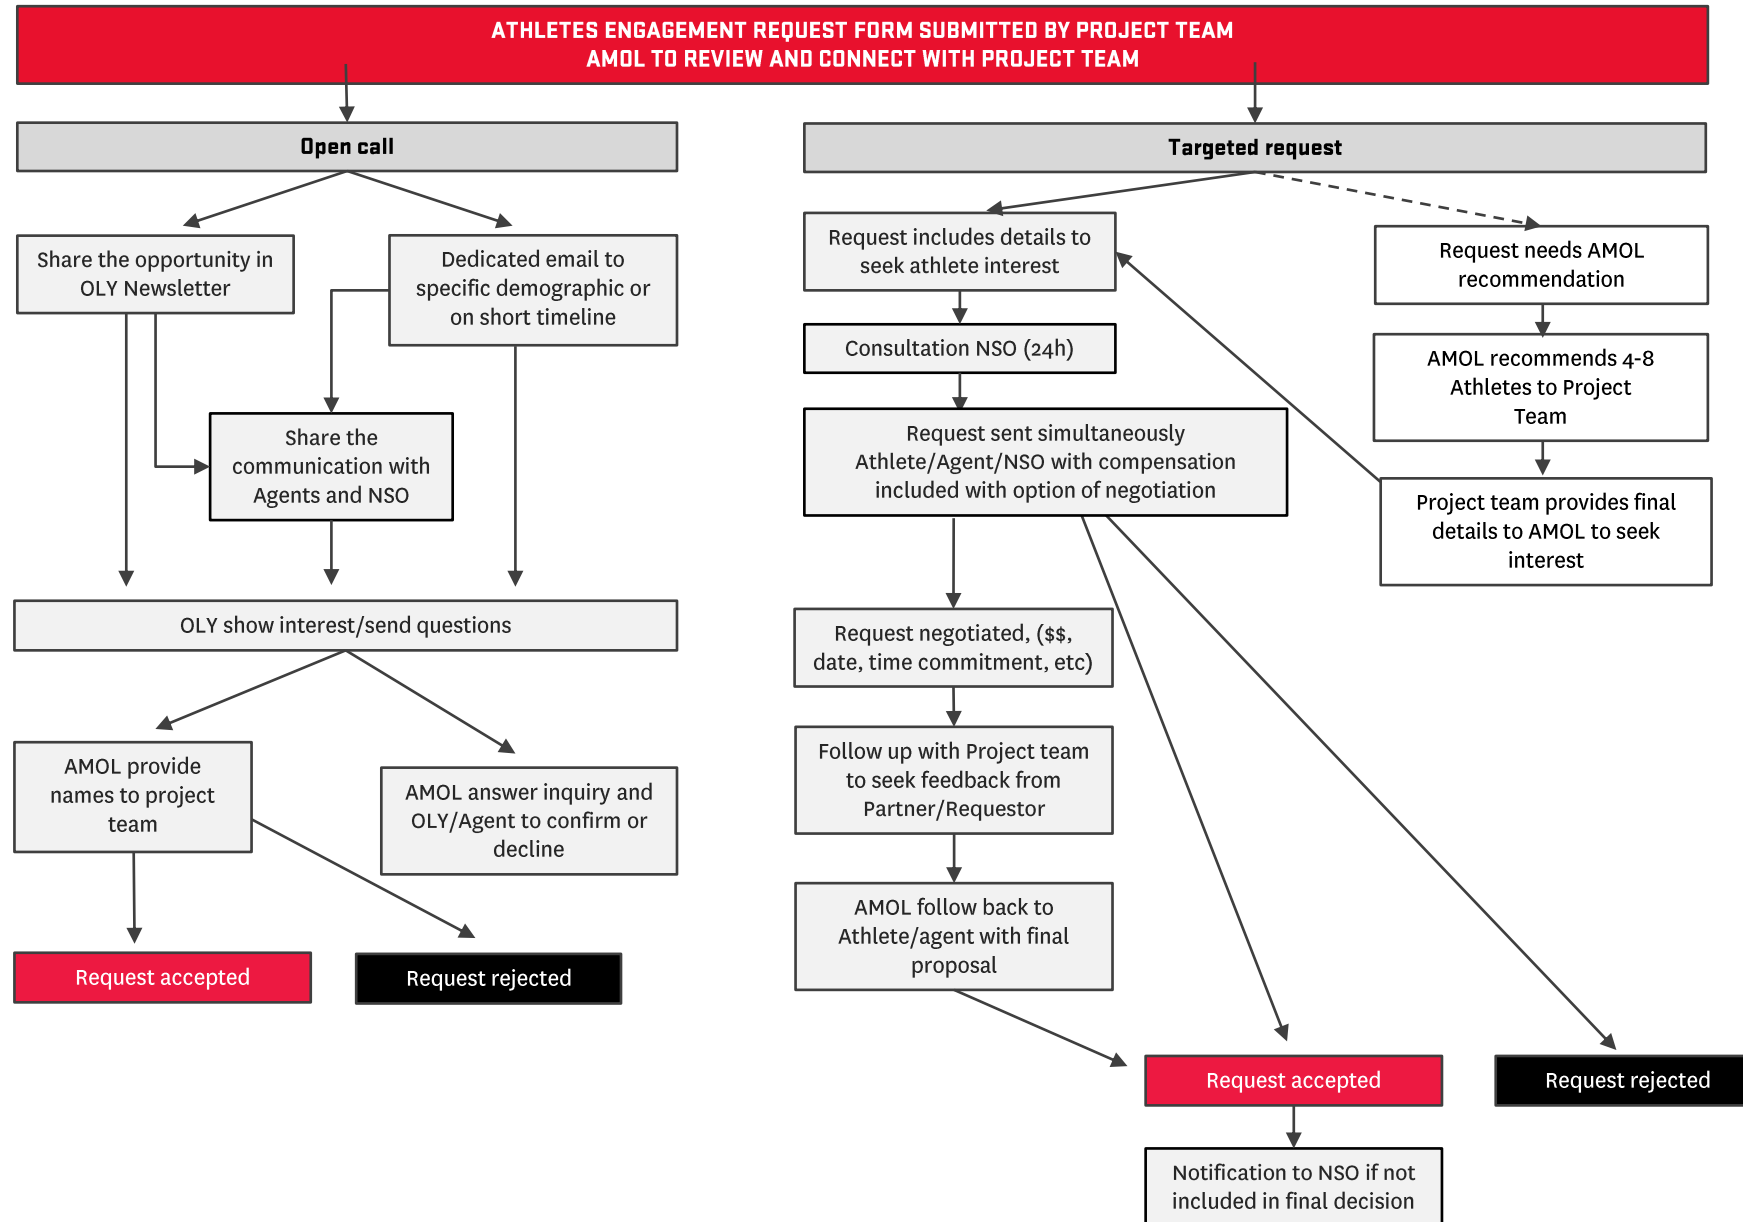 ATHLETES ENGAGEMENT REQUEST FORM SUBMITTED BY PROJECT TEAM
AMOL TO REVIEW AND CONNECT WITH PROJECT TEAM
Open call
Share the opportunity in
OLY Newsletter
Dedicated email to
specific demographic or
on short timeline
Share the
communication with
Agents and NSO
OLY show interest/send questions
AMOL provide
names to project
team
AMOL answer inquiry and
OLY/Agent to confirm or
decline
Request accepted
Request rejected
Targeted request
Request includes details to
seek athlete interest
Consultation NSO (24h)
Request sent simultaneously
Athlete/Agent/NSO with compensation
included with option of negotiation
Request needs AMOL
recommendation
AMOL recommends 4-8
Athletes to Project
Team
Project team provides final
details to AMOL to seek
interest
Request negotiated, ($$,
date, time commitment, etc)
Follow up with Project team
to seek feedback from
Partner/Requestor
AMOL follow back to
Athlete/agent with final
proposal
Request accepted
Request rejected
Notification to NSO if not
included in final decision